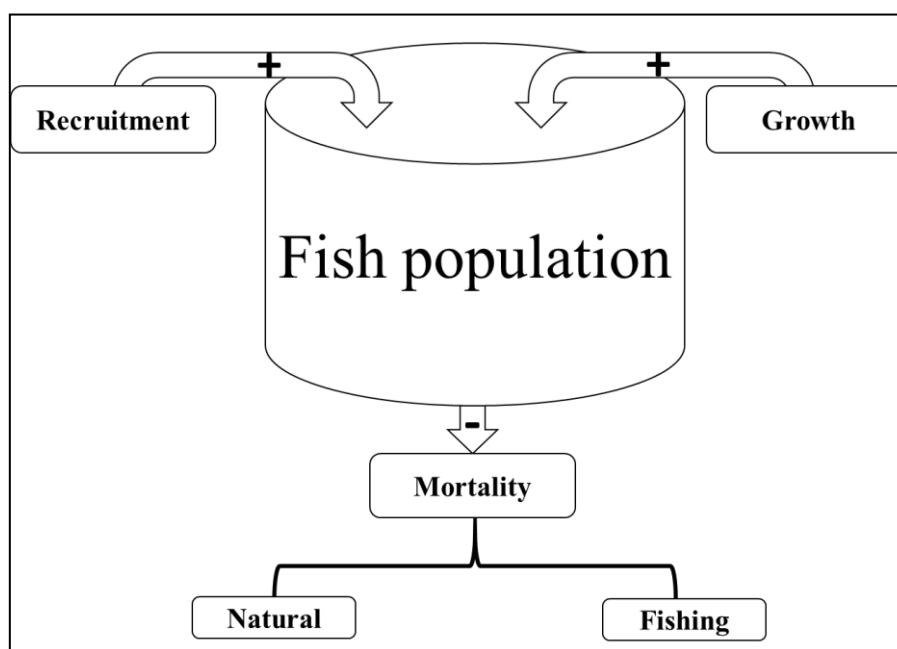 +
+
Recruitment
Growth
Fish population
-
Mortality
Natural
Fishing